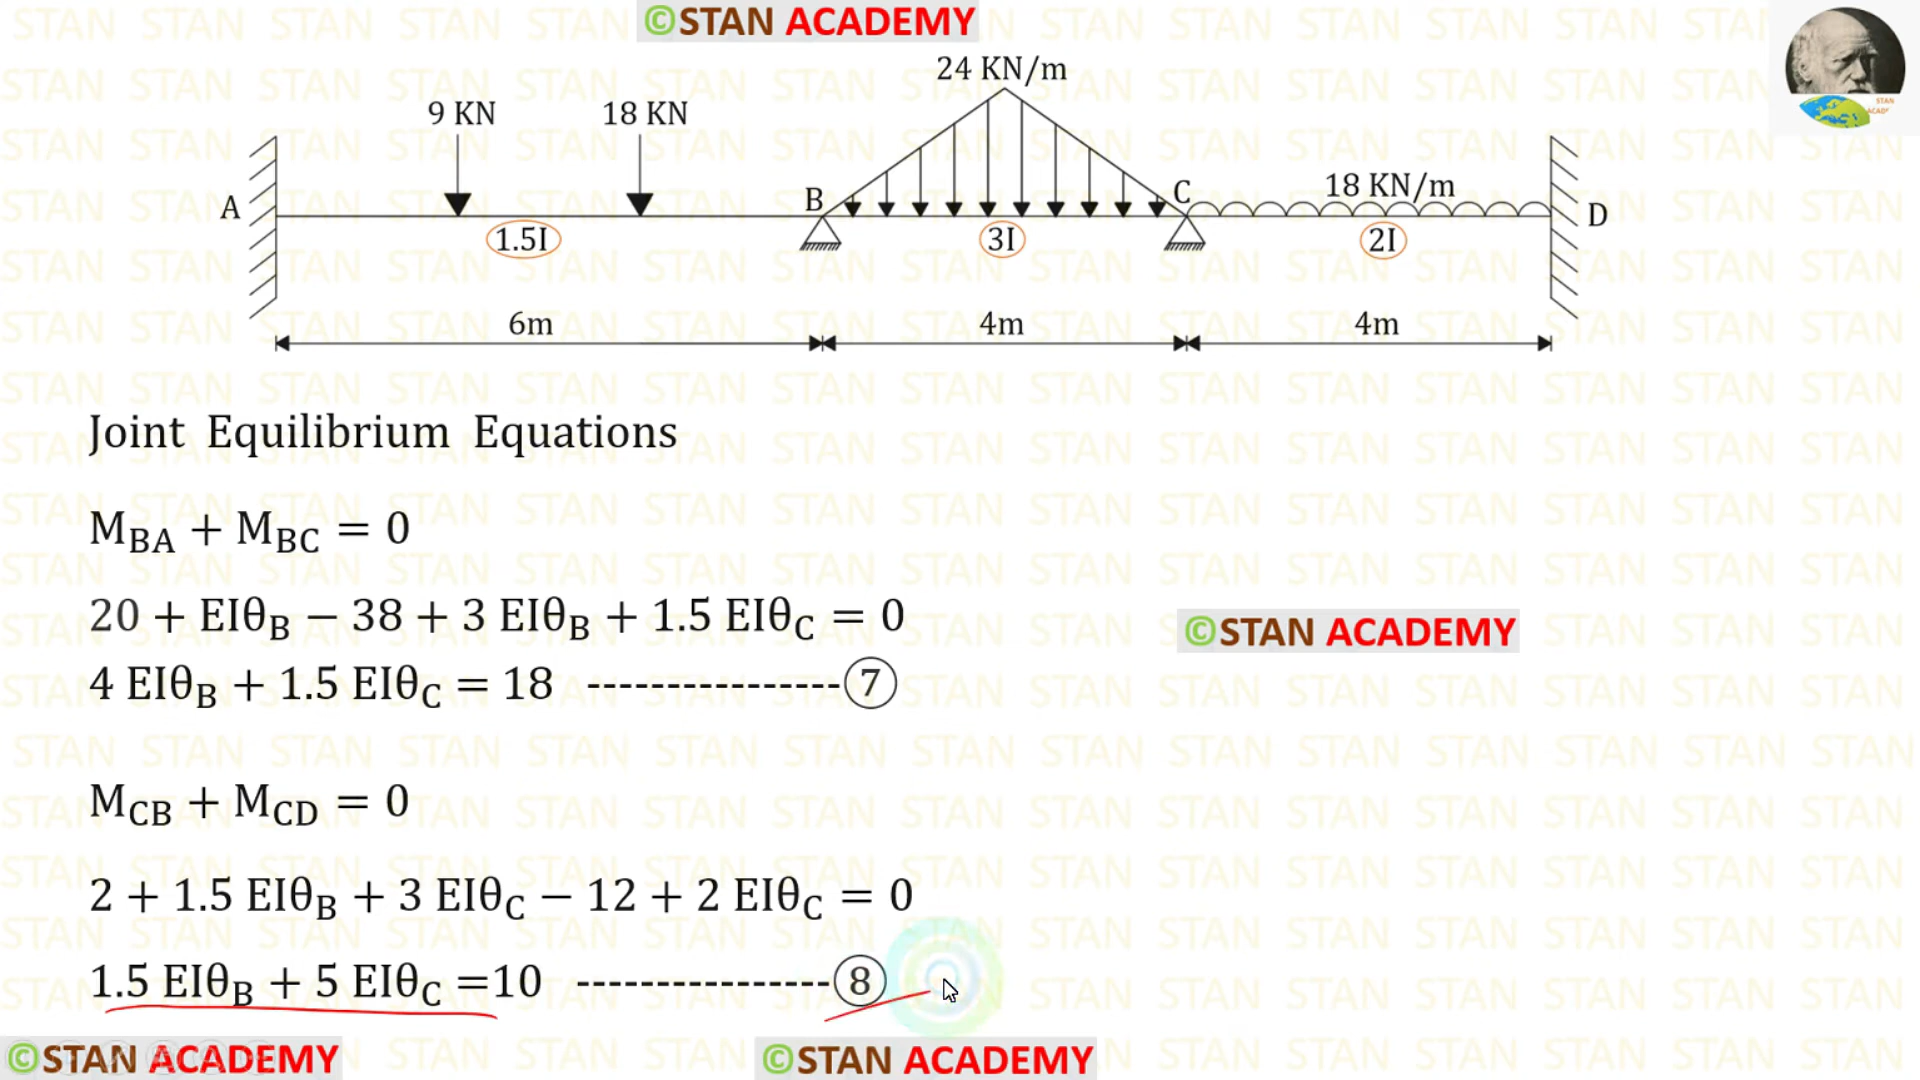 ©STAN ACADEMY
24 KN/m
9 KN 18 KN
A B C 18 KN/m D
1.5I 3I 2I
6m 4m 4m
Joint Equilibrium Equations
M_BA + M_BC = 0
20 + EIθ_B − 38 + 3 EIθ_B + 1.5 EIθ_C = 0
©STAN ACADEMY
4 EIθ_B + 1.5 EIθ_C = 18 ----------------⑦
M_CB + M_CD = 0
2 + 1.5 EIθ_B + 3 EIθ_C − 12 + 2 EIθ_C = 0
1.5 EIθ_B + 5 EIθ_C =10 ----------------⑧
©STAN ACADEMY ©STAN ACADEMY